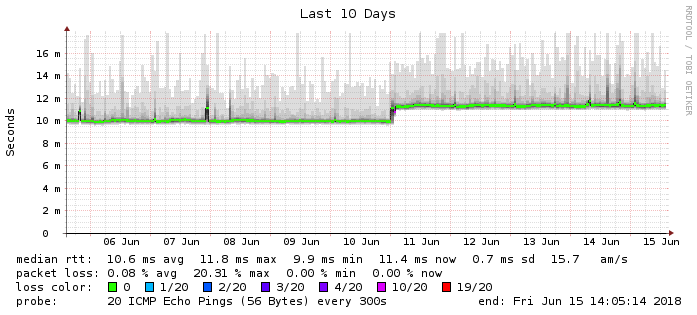 Last 10 Days
RRDTOOL / TOBI OETIKER
Seconds
16 m
14 m
12 m
10 m
8 m
6 m
4 m
2 m
0
06 Jun 07 Jun 08 Jun 09 Jun 10 Jun 11 Jun 12 Jun 13 Jun 14 Jun 15 Jun
median rtt: 10.6 ms avg 11.8 ms max 9.9 ms min 11.4 ms now 0.7 ms sd 15.7 am/s
packet loss: 0.08 % avg 20.31 % max 0.00 % min 0.00 % now
loss color: 0 1/20 2/20 3/20 4/20 10/20 19/20
probe: 20 ICMP Echo Pings (56 Bytes) every 300s end: Fri Jun 15 14:05:14 2018